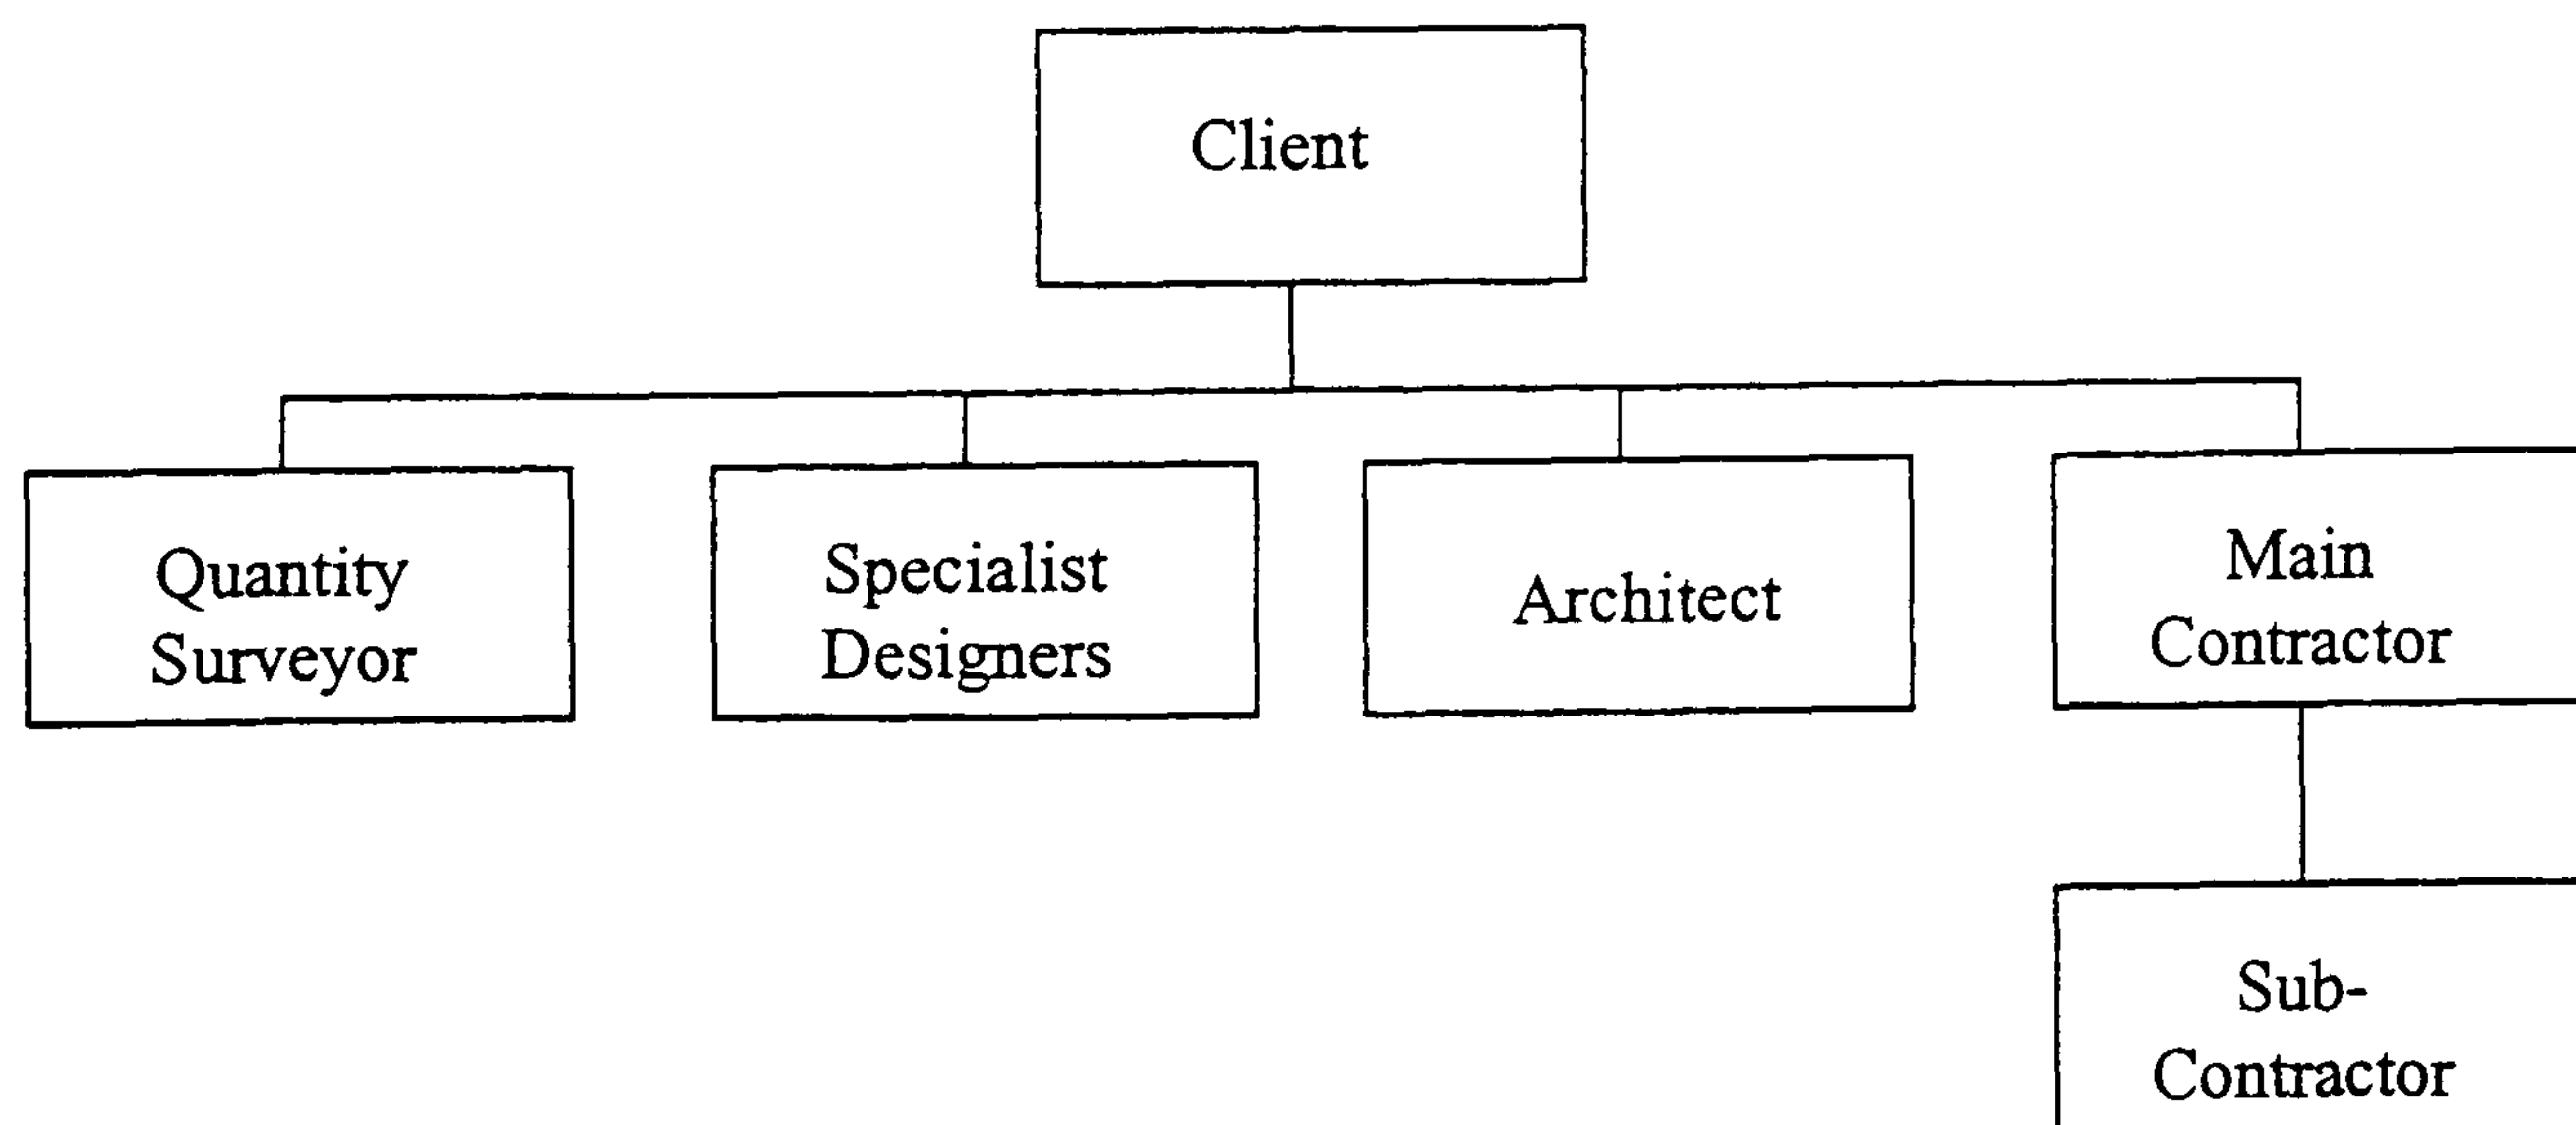 Client
Quantity
Surveyor
Specialist
Designers
Architect
Main
Contractor
Sub-
Contractor